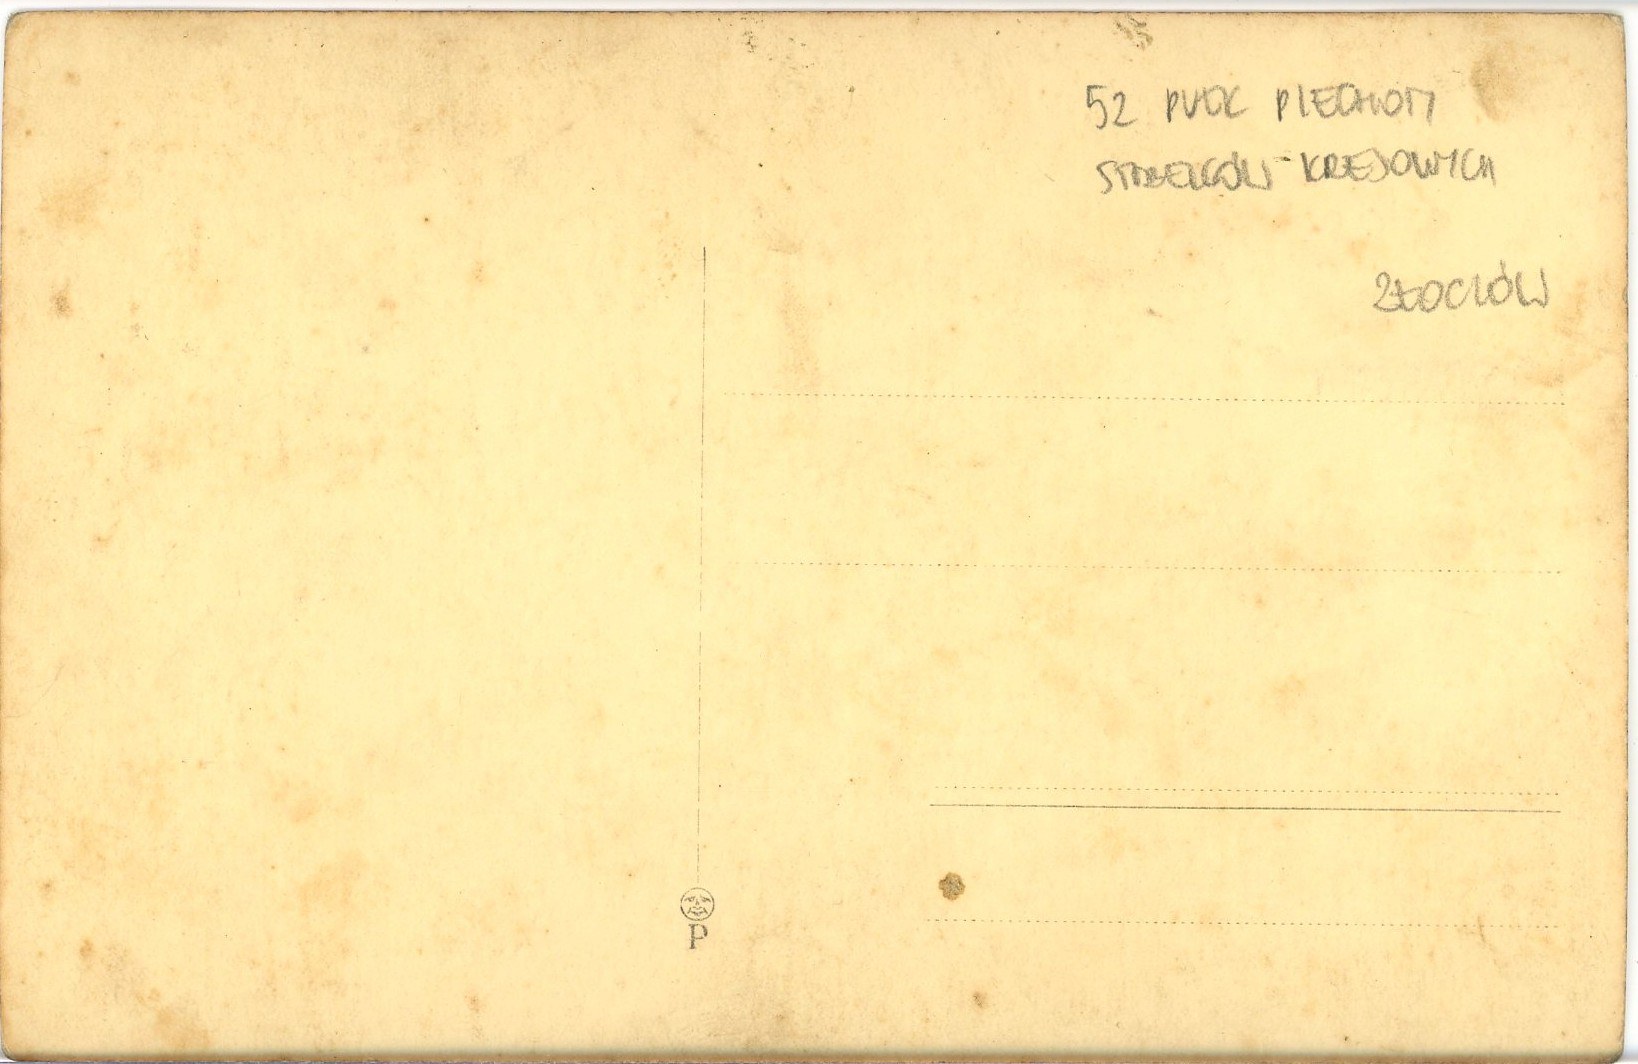 52 PUŁK PIECHOTY
STRZELCÓW KRESOWYCH
ZŁOCZÓW
P